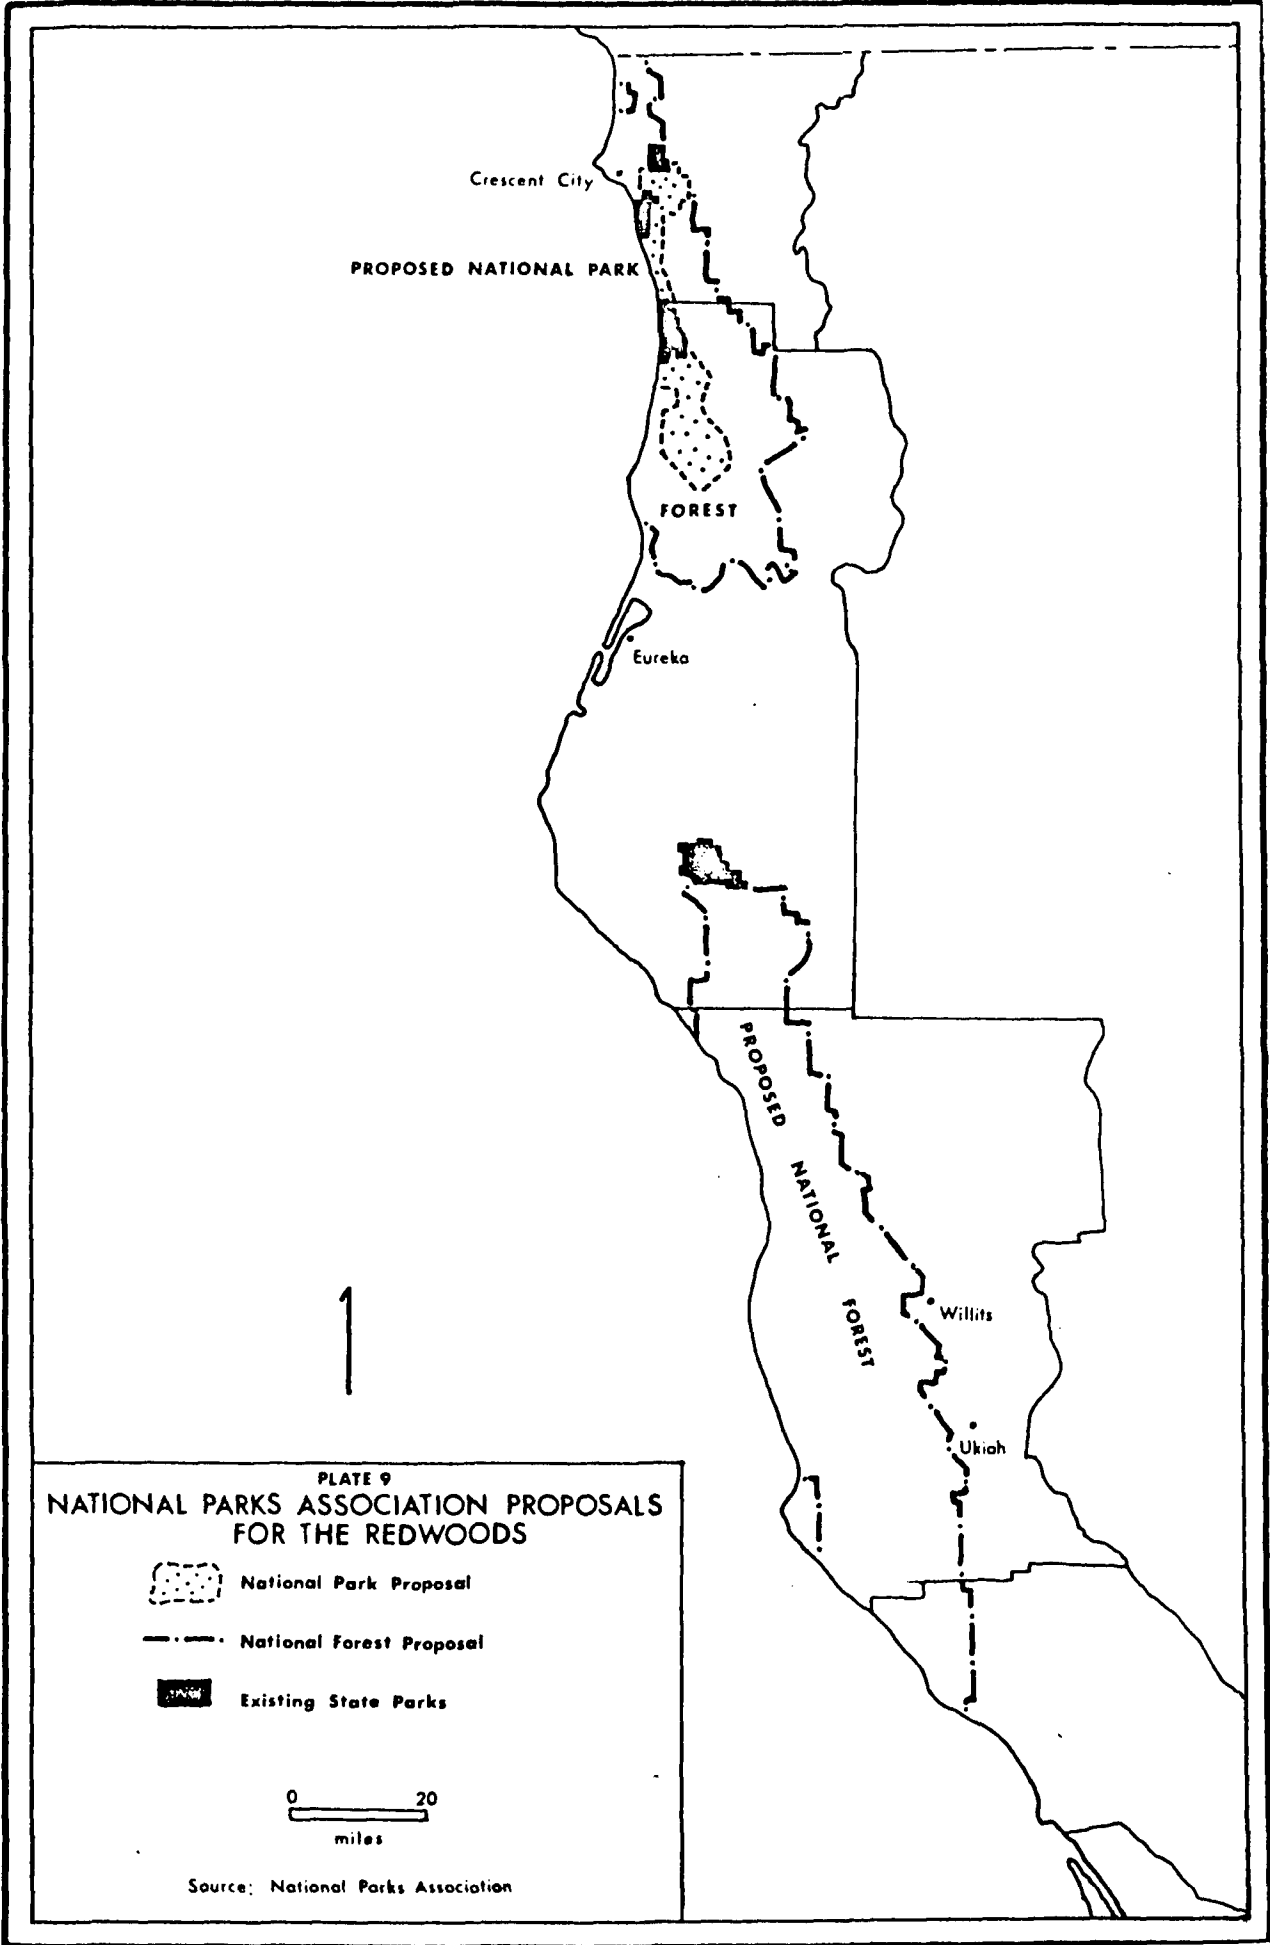 Crescent City
PROPOSED NATIONAL PARK
FOREST
Eureka
PROPOSED NATIONAL FOREST
Willits
Ukiah
PLATE 9
NATIONAL PARKS ASSOCIATION PROPOSALS
FOR THE REDWOODS
National Park Proposal
National Forest Proposal
Existing State Parks
0 20
miles
Source: National Parks Association